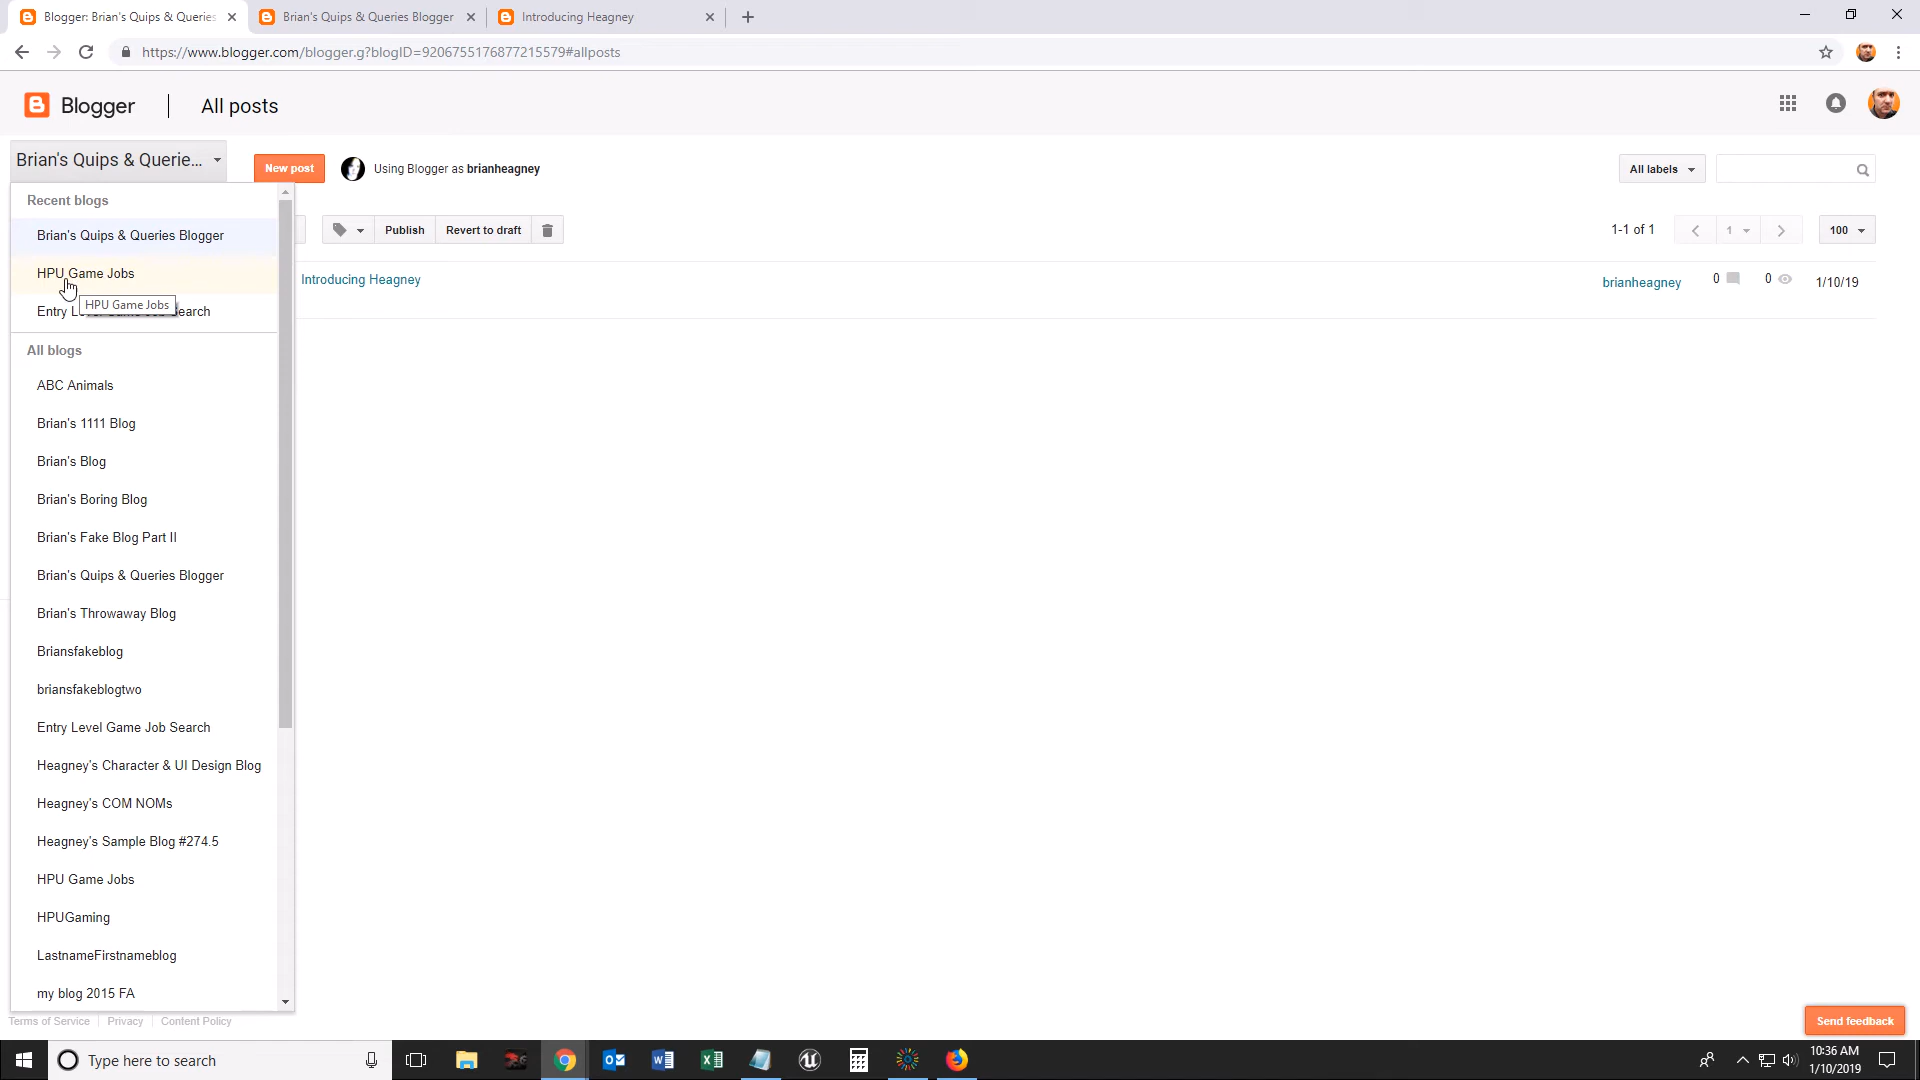 Blogger: Brian's Quips & Queries
Brian's Quips & Queries Blogger
Introducing Heagney
https://www.blogger.com/blogger.g?blogID=9206755176877215579#allposts
Blogger
All posts
Brian's Quips & Querie...
New post
Using Blogger as brianheagney
All labels
Recent blogs
Brian's Quips & Queries Blogger
Publish
Revert to draft
1-1 of 1
1
100
HPU Game Jobs
Introducing Heagney
brianheagney
0
0
1/10/19
HPU Game Jobs
Entry Level Game Job Search
All blogs
ABC Animals
Brian's 1111 Blog
Brian's Blog
Brian's Boring Blog
Brian's Fake Blog Part II
Brian's Quips & Queries Blogger
Brian's Throwaway Blog
Briansfakeblog
briansfakeblogtwo
Entry Level Game Job Search
Heagney's Character & UI Design Blog
Heagney's COM NOMs
Heagney's Sample Blog #274.5
HPU Game Jobs
HPUGaming
LastnameFirstnameblog
my blog 2015 FA
Terms of Service
Privacy
Content Policy
Send feedback
Type here to search
10:36 AM
1/10/2019